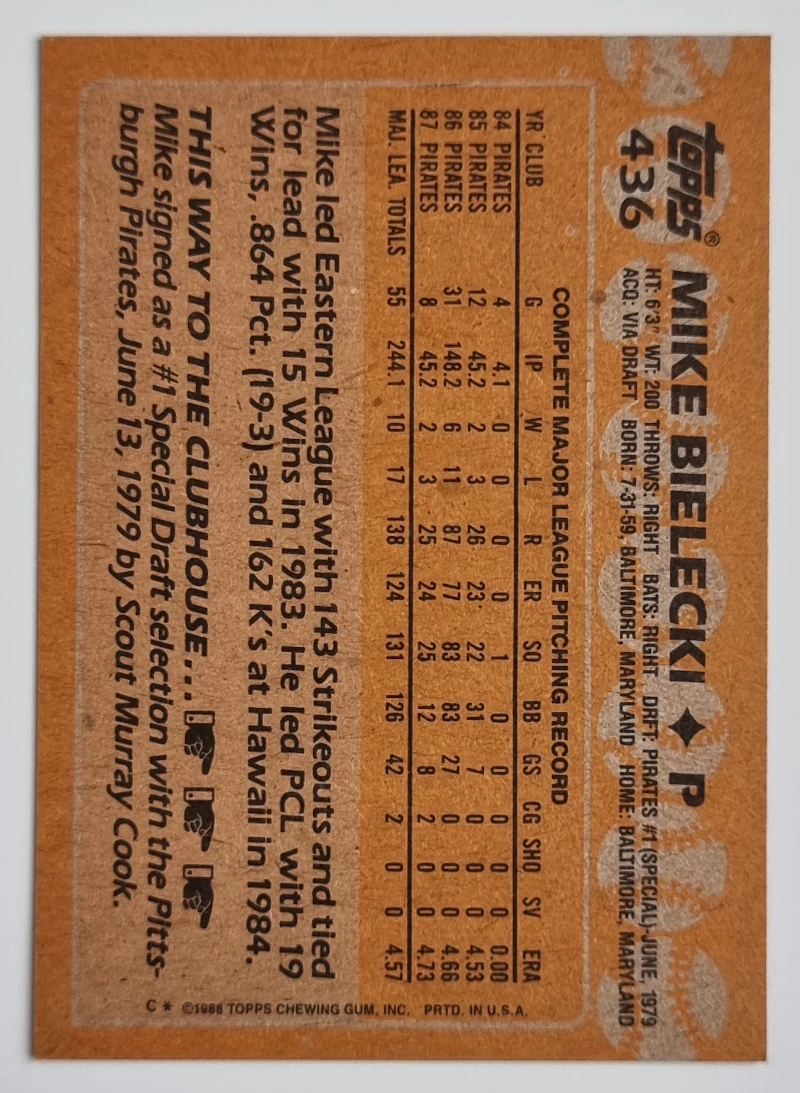 topps®
436
MIKE BIELECKI ◆ P
HT: 6'3" WT: 200 THROWS: RIGHT BATS: RIGHT DRFT: PIRATES #1 (SPECIAL)-JUNE, 1979
ACQ: VIA DRAFT BORN: 7-31-59, BALTIMORE, MARYLAND HOME: BALTIMORE, MARYLAND
COMPLETE MAJOR LEAGUE PITCHING RECORD
YR CLUB G IP W L R ER SO BB GS CG SHO SV ERA
84 PIRATES 4 4.1 0 0 0 0 1 0 0 0 0 0 0.00
85 PIRATES 12 45.2 2 3 26 23 22 31 7 0 0 0 4.53
86 PIRATES 31 148.2 6 11 87 77 83 83 27 0 0 0 4.66
87 PIRATES 8 45.2 2 3 25 24 25 12 8 2 0 0 4.73
MAJ. LEA. TOTALS 55 244.1 10 17 138 124 131 126 42 2 0 0 4.57
Mike led Eastern League with 143 Strikeouts and tied
for lead with 15 Wins in 1983. He led PCL with 19
Wins, .864 Pct. (19-3) and 162 K's at Hawaii in 1984.
THIS WAY TO THE CLUBHOUSE...
Mike signed as a #1 Special Draft selection with the Pitts-
burgh Pirates, June 13, 1979 by Scout Murray Cook.
C * ©1988 TOPPS CHEWING GUM, INC. PRTD. IN U.S.A.